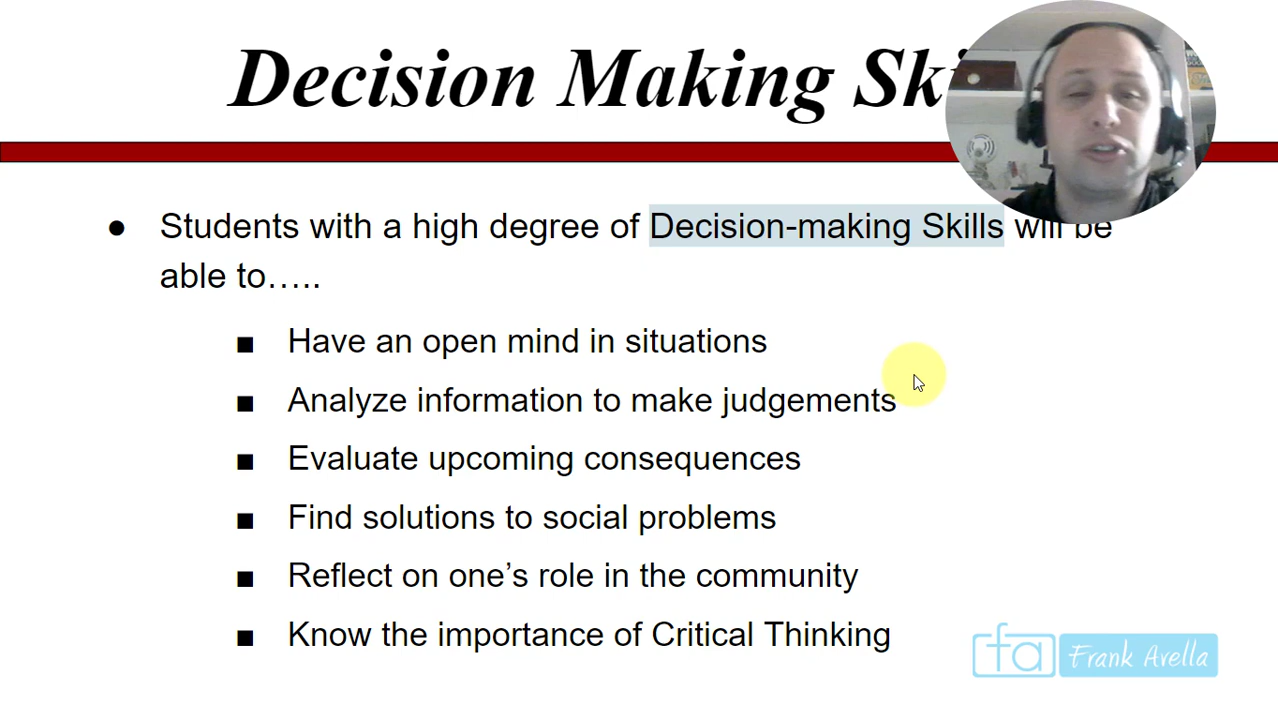 Decision Making Ski
● Students with a high degree of Decision-making Skills will be
able to…..
■ Have an open mind in situations
■ Analyze information to make judgements
■ Evaluate upcoming consequences
■ Find solutions to social problems
■ Reflect on one’s role in the community
■ Know the importance of Critical Thinking
fa Frank Avella